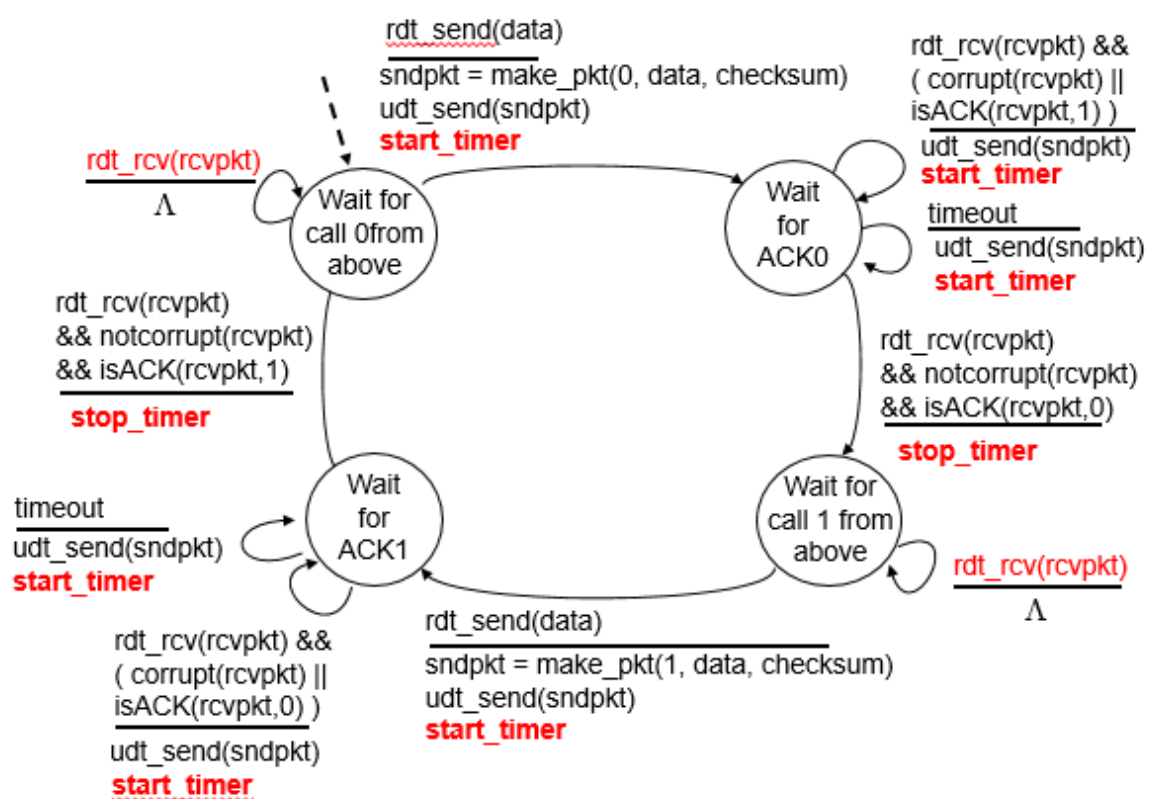 rdt_send(data)
sndpkt = make_pkt(0, data, checksum)
udt_send(sndpkt)
start_timer
rdt_rcv(rcvpkt) &&
( corrupt(rcvpkt) ||
isACK(rcvpkt,1) )
udt_send(sndpkt)
start_timer
rdt_rcv(rcvpkt)
Λ
Wait for
call 0from
above
Wait
for
ACK0
timeout
udt_send(sndpkt)
start_timer
rdt_rcv(rcvpkt)
&& notcorrupt(rcvpkt)
&& isACK(rcvpkt,1)
stop_timer
rdt_rcv(rcvpkt)
&& notcorrupt(rcvpkt)
&& isACK(rcvpkt,0)
stop_timer
Wait
for
ACK1
Wait for
call 1 from
above
timeout
udt_send(sndpkt)
start_timer
rdt_rcv(rcvpkt)
Λ
rdt_rcv(rcvpkt) &&
( corrupt(rcvpkt) ||
isACK(rcvpkt,0) )
udt_send(sndpkt)
start_timer
rdt_send(data)
sndpkt = make_pkt(1, data, checksum)
udt_send(sndpkt)
start_timer